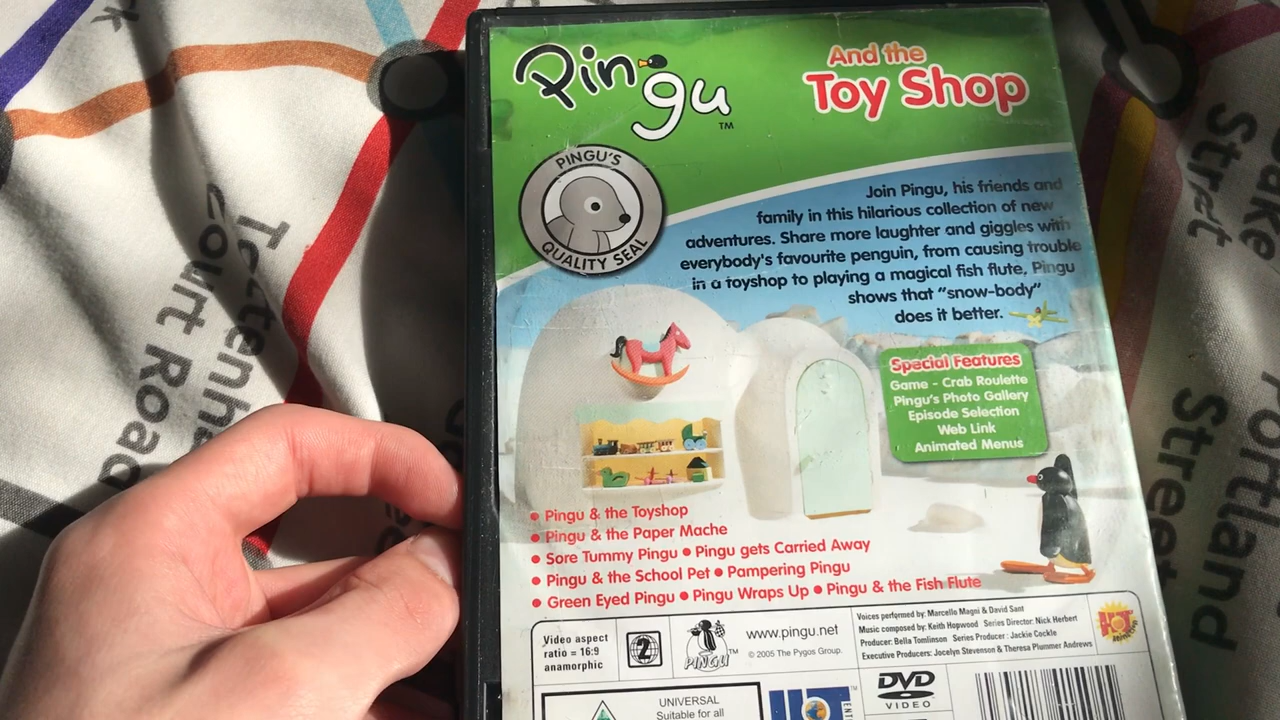 Pingu™
And the
Toy Shop
PINGU'S
QUALITY SEAL
Join Pingu, his friends and
family in this hilarious collection of new
adventures. Share more laughter and giggles with
everybody's favourite penguin, from causing trouble
in a toyshop to playing a magical fish flute, Pingu
shows that "snow-body"
does it better.
Special Features
Game - Crab Roulette
Pingu's Photo Gallery
Episode Selection
Web Link
Animated Menus
• Pingu & the Toyshop
• Pingu & the Paper Mache
• Sore Tummy Pingu • Pingu gets Carried Away
• Pingu & the School Pet • Pampering Pingu
• Green Eyed Pingu • Pingu Wraps Up • Pingu & the Fish Flute
Video aspect
ratio = 16:9
anamorphic
2
PINGU™
www.pingu.net
© 2005 The Pygos Group.
Voices performed by: Marcello Magni & David Sant
Music composed by: Keith Hopwood Series Director: Nick Herbert
Producer: Bella Tomlinson Series Producer: Jackie Cockle
Executive Producers: Jocelyn Stevenson & Theresa Plummer Andrews
HOT
UNIVERSAL
Suitable for all
DVD
VIDEO
Tottenham
Court Road
Street
Portland
Street